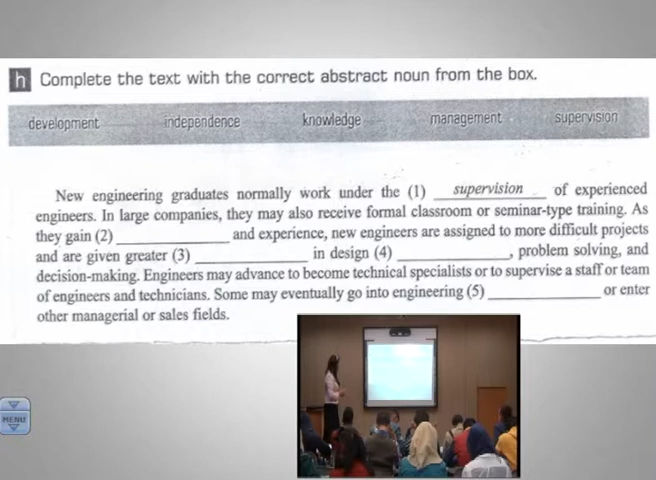 h Complete the text with the correct abstract noun from the box.
development independence knowledge management supervision
New engineering graduates normally work under the (1) supervision of experienced
engineers. In large companies, they may also receive formal classroom or seminar-type training. As
they gain (2) ____________ and experience, new engineers are assigned to more difficult projects
and are given greater (3) ____________ in design (4) ____________, problem solving, and
decision-making. Engineers may advance to become technical specialists or to supervise a staff or team
of engineers and technicians. Some may eventually go into engineering (5) ____________ or enter
other managerial or sales fields.
MENU